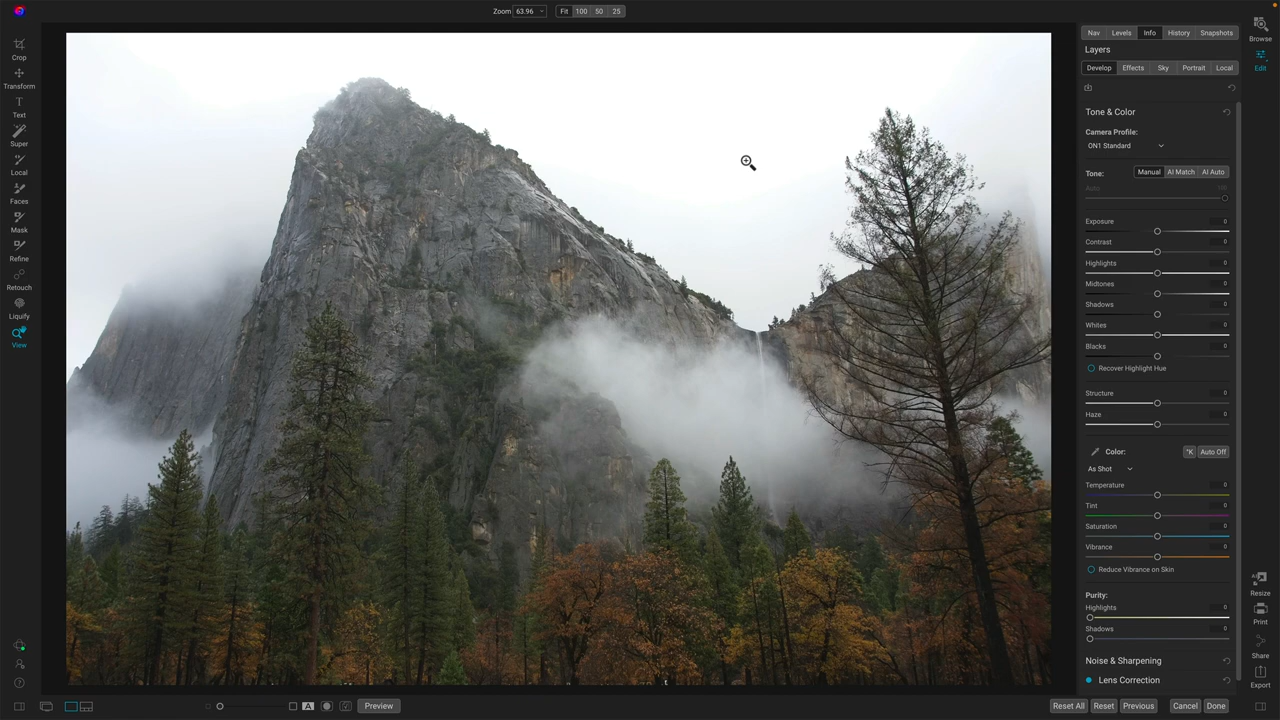 Zoom 63.96 Fit 100 50 25
Crop
Transform
Text
Super
Local
Faces
Mask
Refine
Retouch
Liquify
View
Preview
Nav Levels Info History Snapshots
Layers
Develop Effects Sky Portrait Local
Tone & Color
Camera Profile:
ON1 Standard
Tone: Manual AI Match AI Auto
Auto 100
Exposure 0
Contrast 0
Highlights 0
Midtones 0
Shadows 0
Whites 0
Blacks 0
Recover Highlight Hue
Structure 0
Haze 0
Color: °K Auto Off
As Shot
Temperature 0
Tint 0
Saturation 0
Vibrance 0
Reduce Vibrance on Skin
Purity:
Highlights 0
Shadows 0
Noise & Sharpening
Lens Correction
Reset All Reset Previous Cancel Done
Browse
Edit
Resize
Print
Share
Export